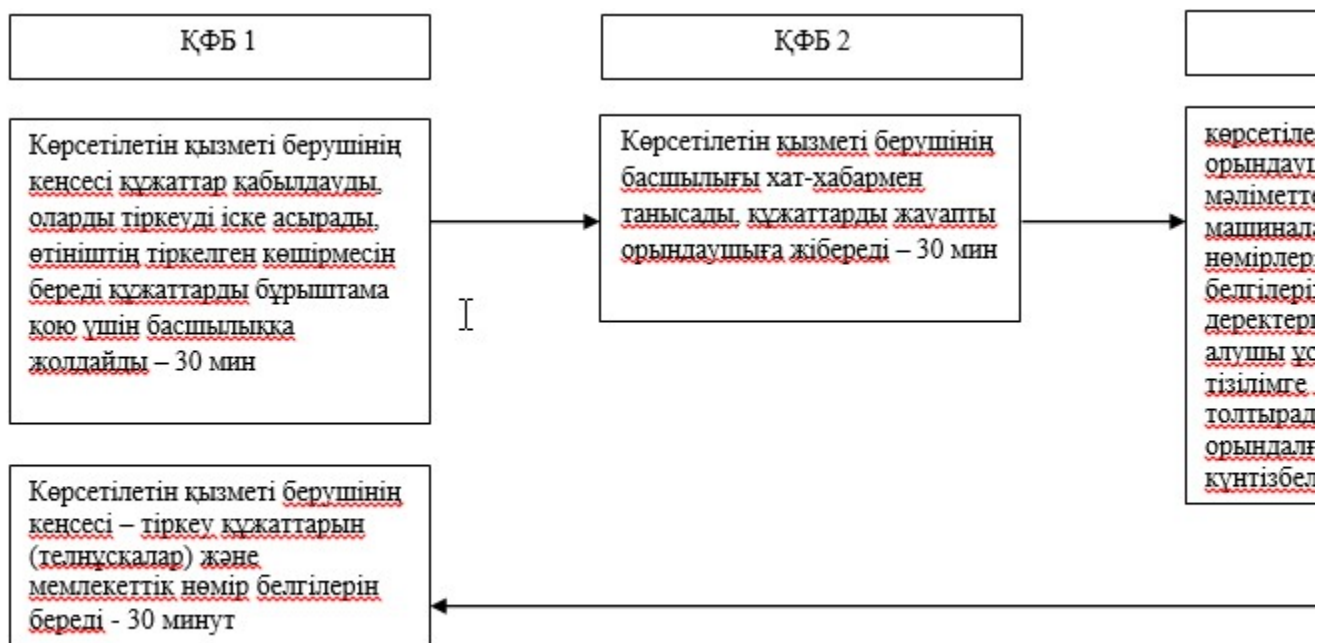 ҚФБ 1
Көрсетілетін қызметі берушінің
кеңсесі құжаттар қабылдауды,
оларды тіркеуді іске асырады,
өтініштің тіркелген көшірмесін
береді құжаттарды бұрыштама
қою үшін басшылыққа
жолдайды – 30 мин
ҚФБ 2
Көрсетілетін қызметі берушінің
басшылығы хат-хабармен
танысады, құжаттарды жауапты
орындаушыға жібереді – 30 мин
алушы
тізілімге
Көрсетілетін қызметі берушінің
кеңсесі – тіркеу құжаттарын
(телнұсқалар) және
мемлекеттік нөмір белгілерін
береді - 30 минут